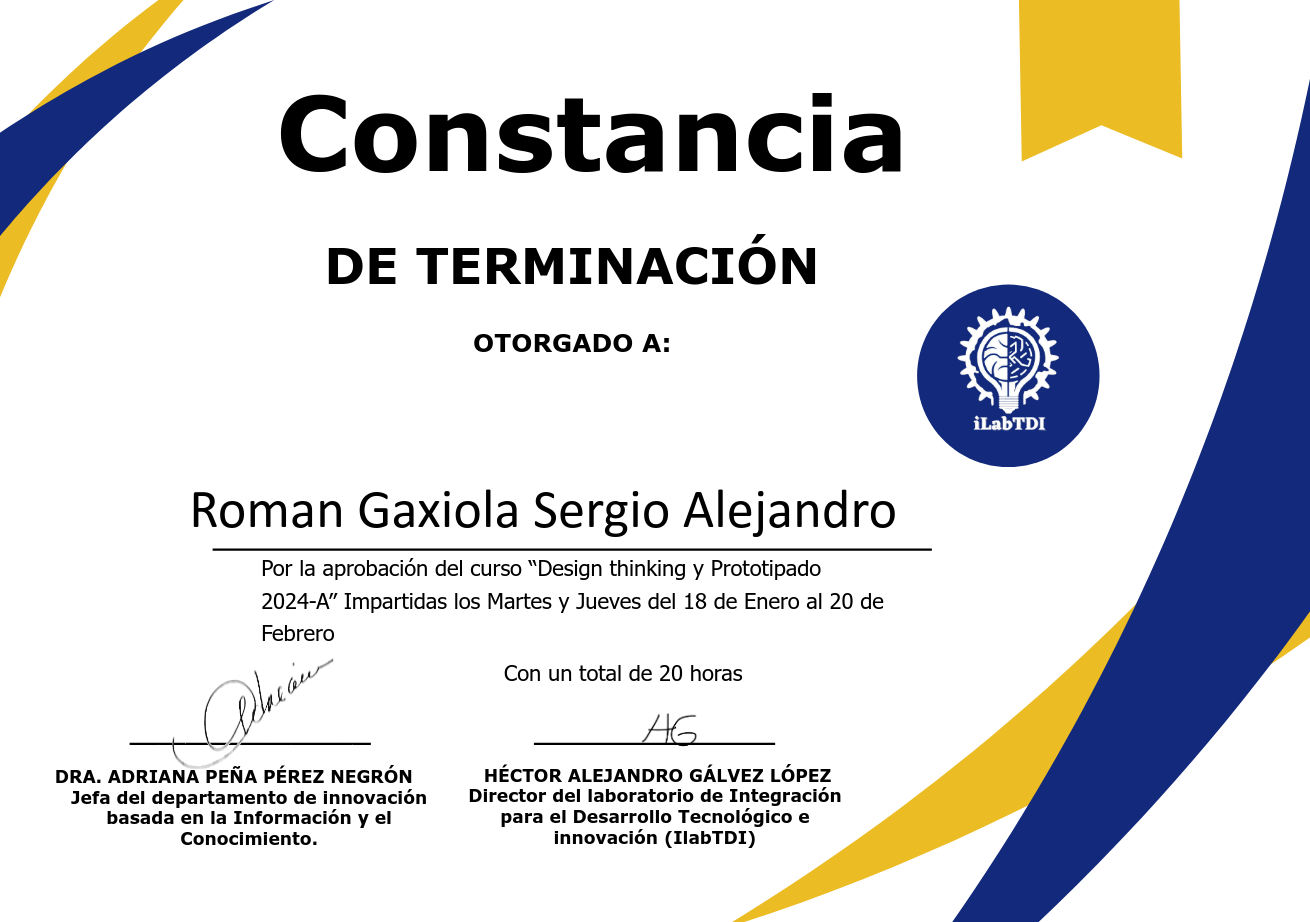 Constancia
DE TERMINACIÓN
OTORGADO A:
iLabTDI
Roman Gaxiola Sergio Alejandro
Por la aprobación del curso “Design thinking y Prototipado
2024-A” Impartidas los Martes y Jueves del 18 de Enero al 20 de
Febrero
Con un total de 20 horas
Adrián
AG
DRA. ADRIANA PEÑA PÉREZ NEGRÓN
Jefa del departamento de innovación
basada en la Información y el
Conocimiento.
HÉCTOR ALEJANDRO GÁLVEZ LÓPEZ
Director del laboratorio de Integración
para el Desarrollo Tecnológico e
innovación (IlabTDI)